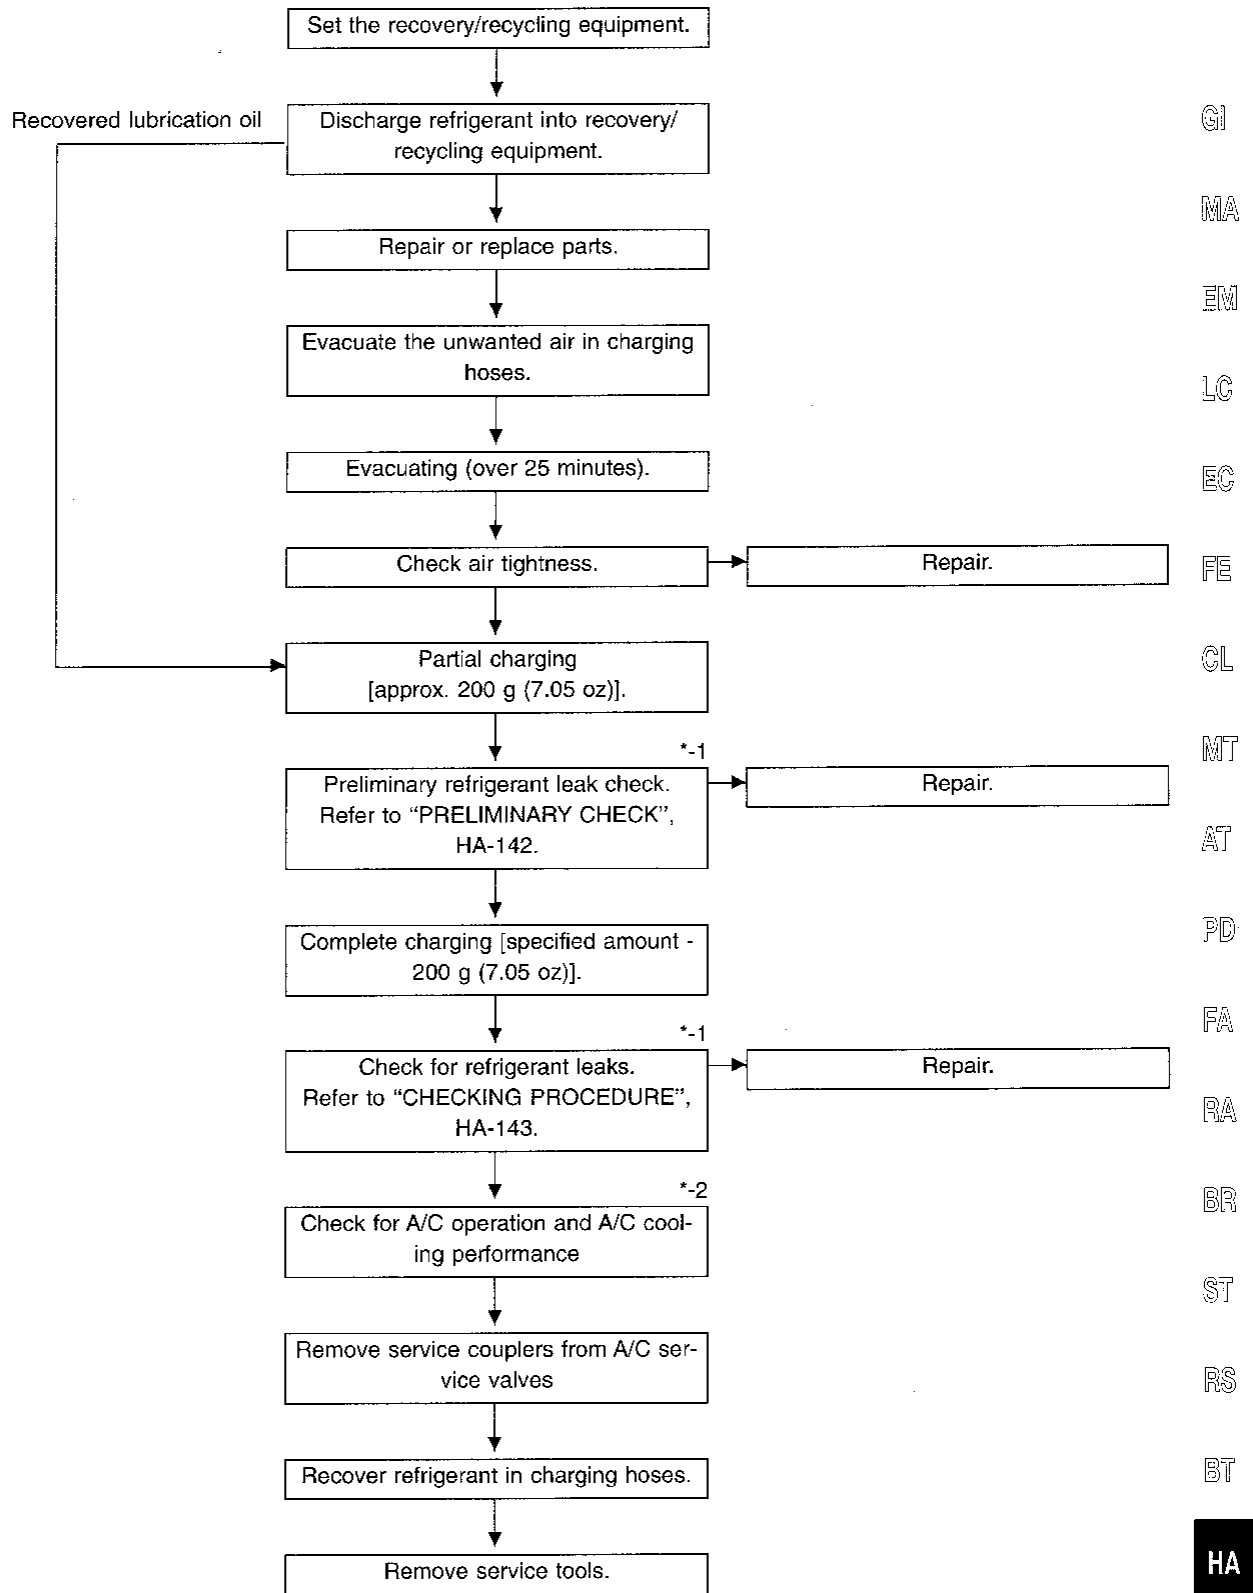 Set the recovery/recycling equipment.
Recovered lubrication oil
Discharge refrigerant into recovery/
recycling equipment.
Repair or replace parts.
Evacuate the unwanted air in charging
hoses.
Evacuating (over 25 minutes).
Check air tightness.
Repair.
Partial charging
[approx. 200 g (7.05 oz)].
*-1
Preliminary refrigerant leak check.
Refer to “PRELIMINARY CHECK”,
HA-142.
Repair.
Complete charging [specified amount -
200 g (7.05 oz)].
*-1
Check for refrigerant leaks.
Refer to “CHECKING PROCEDURE”,
HA-143.
Repair.
*-2
Check for A/C operation and A/C cool-
ing performance
Remove service couplers from A/C ser-
vice valves
Recover refrigerant in charging hoses.
Remove service tools.
GI
MA
EM
LC
EC
FE
CL
MT
AT
PD
FA
RA
BR
ST
RS
BT
HA